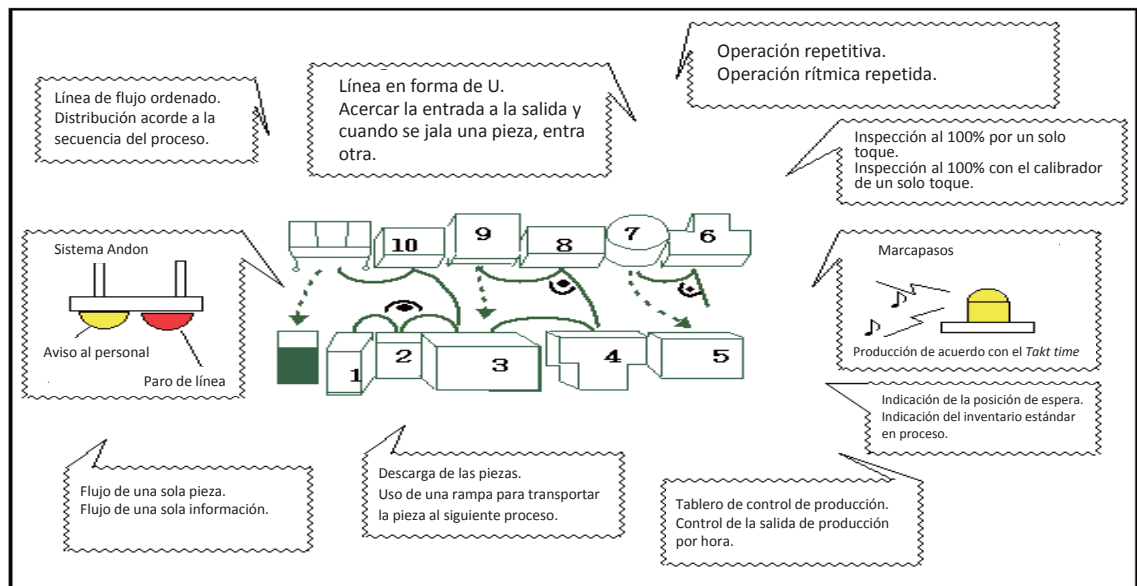 Operación repetitiva.
Operación rítmica repetida.
Línea en forma de U.
Acercar la entrada a la salida y
cuando se jala una pieza, entra
otra.
Línea de flujo ordenado.
Distribución acorde a la
secuencia del proceso.
Inspección al 100% por un solo
toque.
Inspección al 100% con el calibrador
de un solo toque.
Sistema Andon
Aviso al personal
Paro de línea
10
9
8
7
6
1
2
3
4
5
Marcapasos
Producción de acuerdo con el Takt time
Indicación de la posición de espera.
Indicación del inventario estándar
en proceso.
Flujo de una sola pieza.
Flujo de una sola información.
Descarga de las piezas.
Uso de una rampa para transportar
la pieza al siguiente proceso.
Tablero de control de producción.
Control de la salida de producción
por hora.